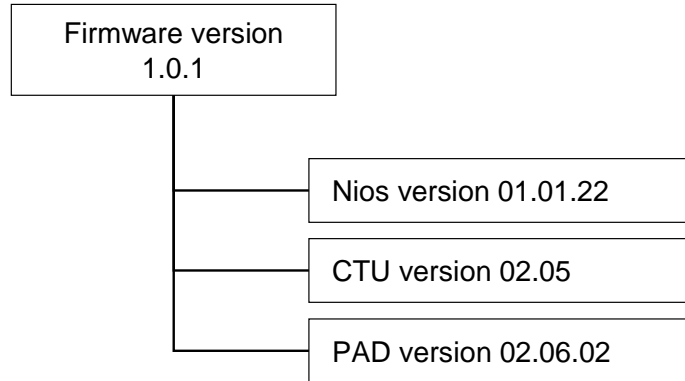 Firmware version
1.0.1
Nios version 01.01.22
CTU version 02.05
PAD version 02.06.02